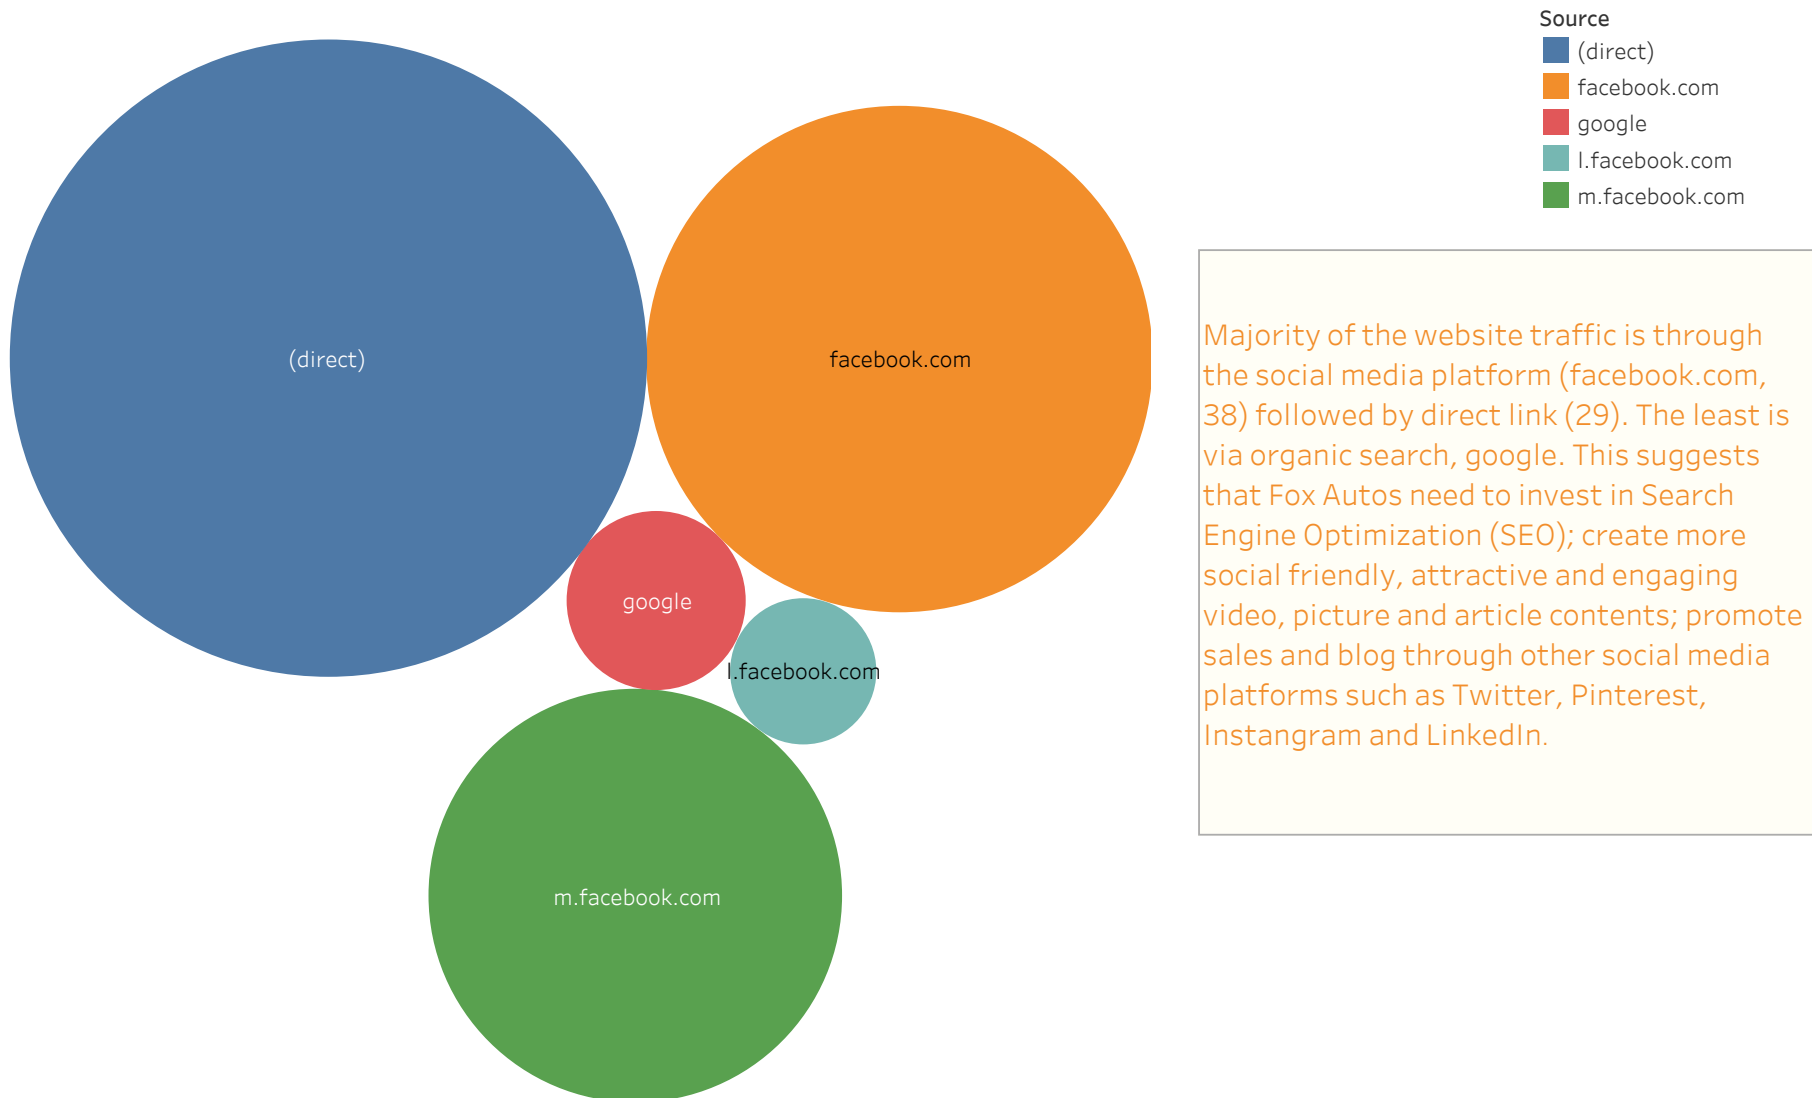 Source
(direct)
facebook.com
google
l.facebook.com
m.facebook.com
(direct)
facebook.com
google
l.facebook.com
m.facebook.com
Majority of the website traffic is through
the social media platform (facebook.com,
38) followed by direct link (29). The least is
via organic search, google. This suggests
that Fox Autos need to invest in Search
Engine Optimization (SEO); create more
social friendly, attractive and engaging
video, picture and article contents; promote
sales and blog through other social media
platforms such as Twitter, Pinterest,
Instangram and LinkedIn.